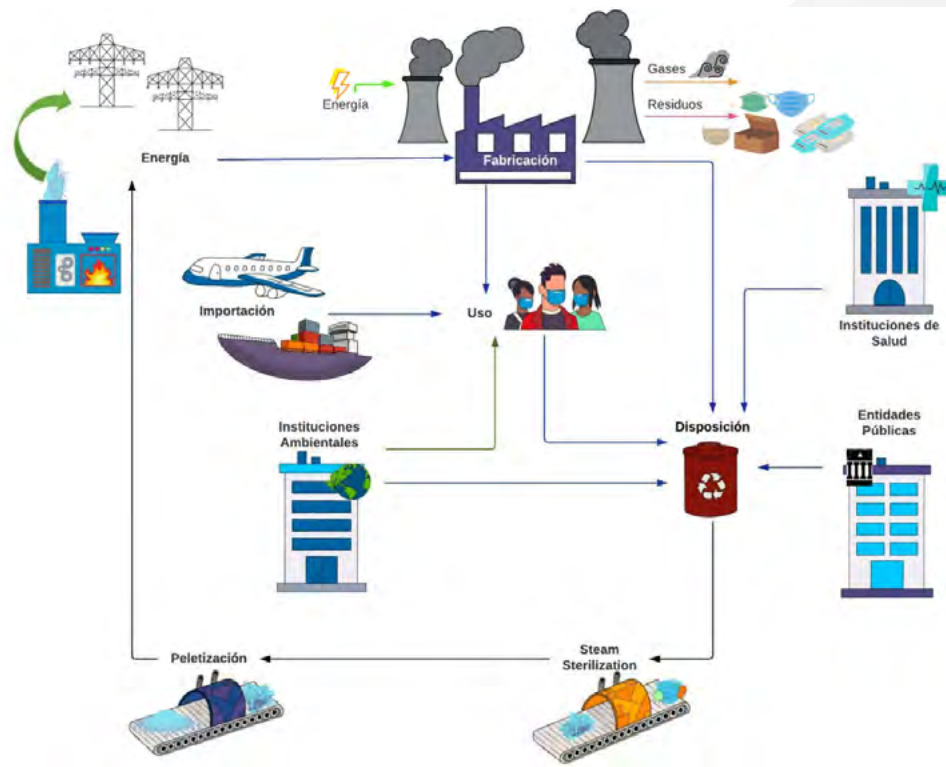 Gases
Energía
Residuos
Energía
Fabricación
Importación
Uso
Instituciones de
Salud
Instituciones
Ambientales
Disposición
Entidades
Públicas
Peletización
Steam
Sterilization